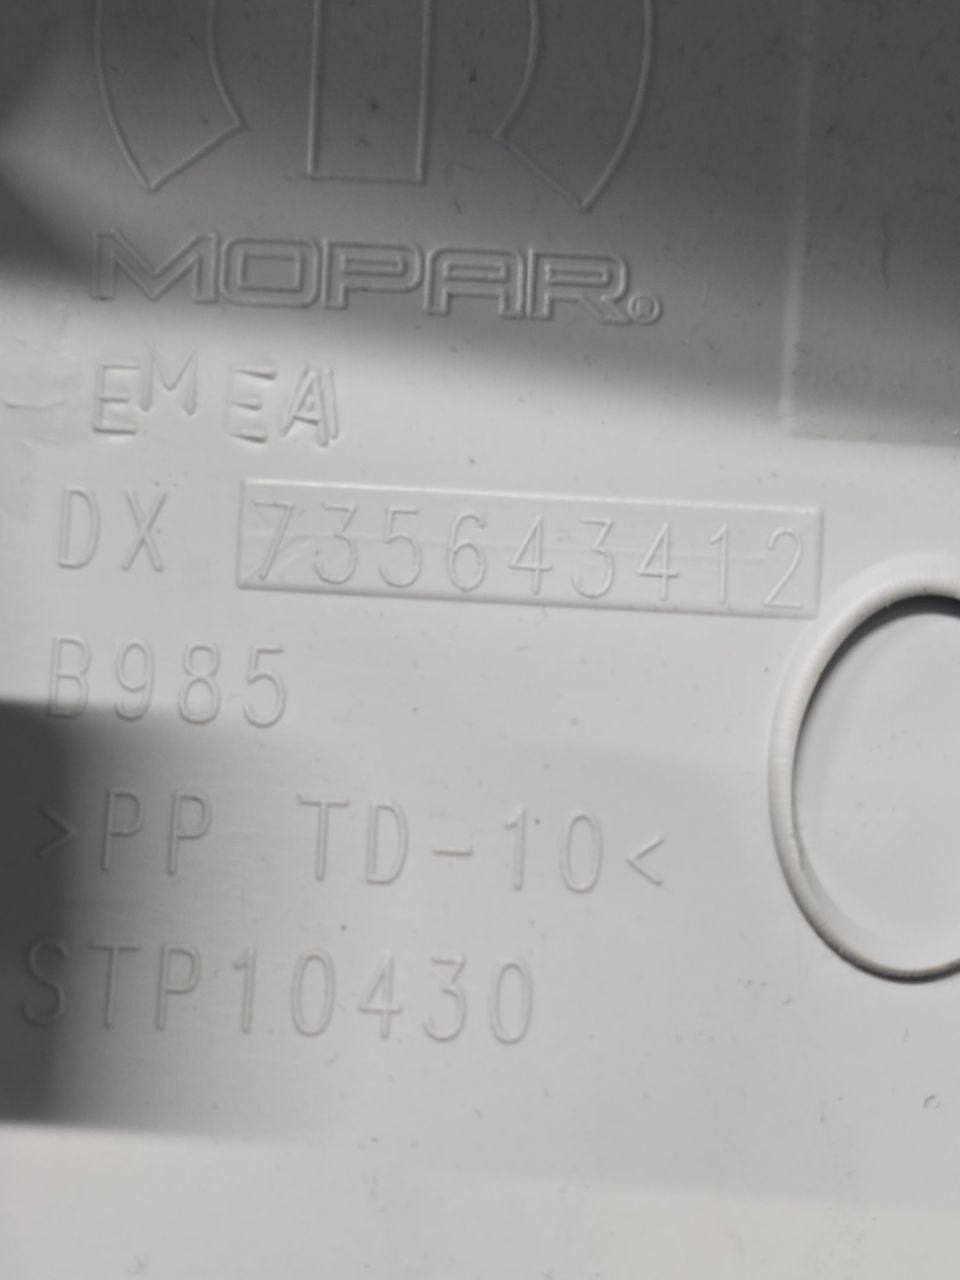 MOPAR®
EMEA
DX 735643412
B985
>PP TD-10<
STP10430